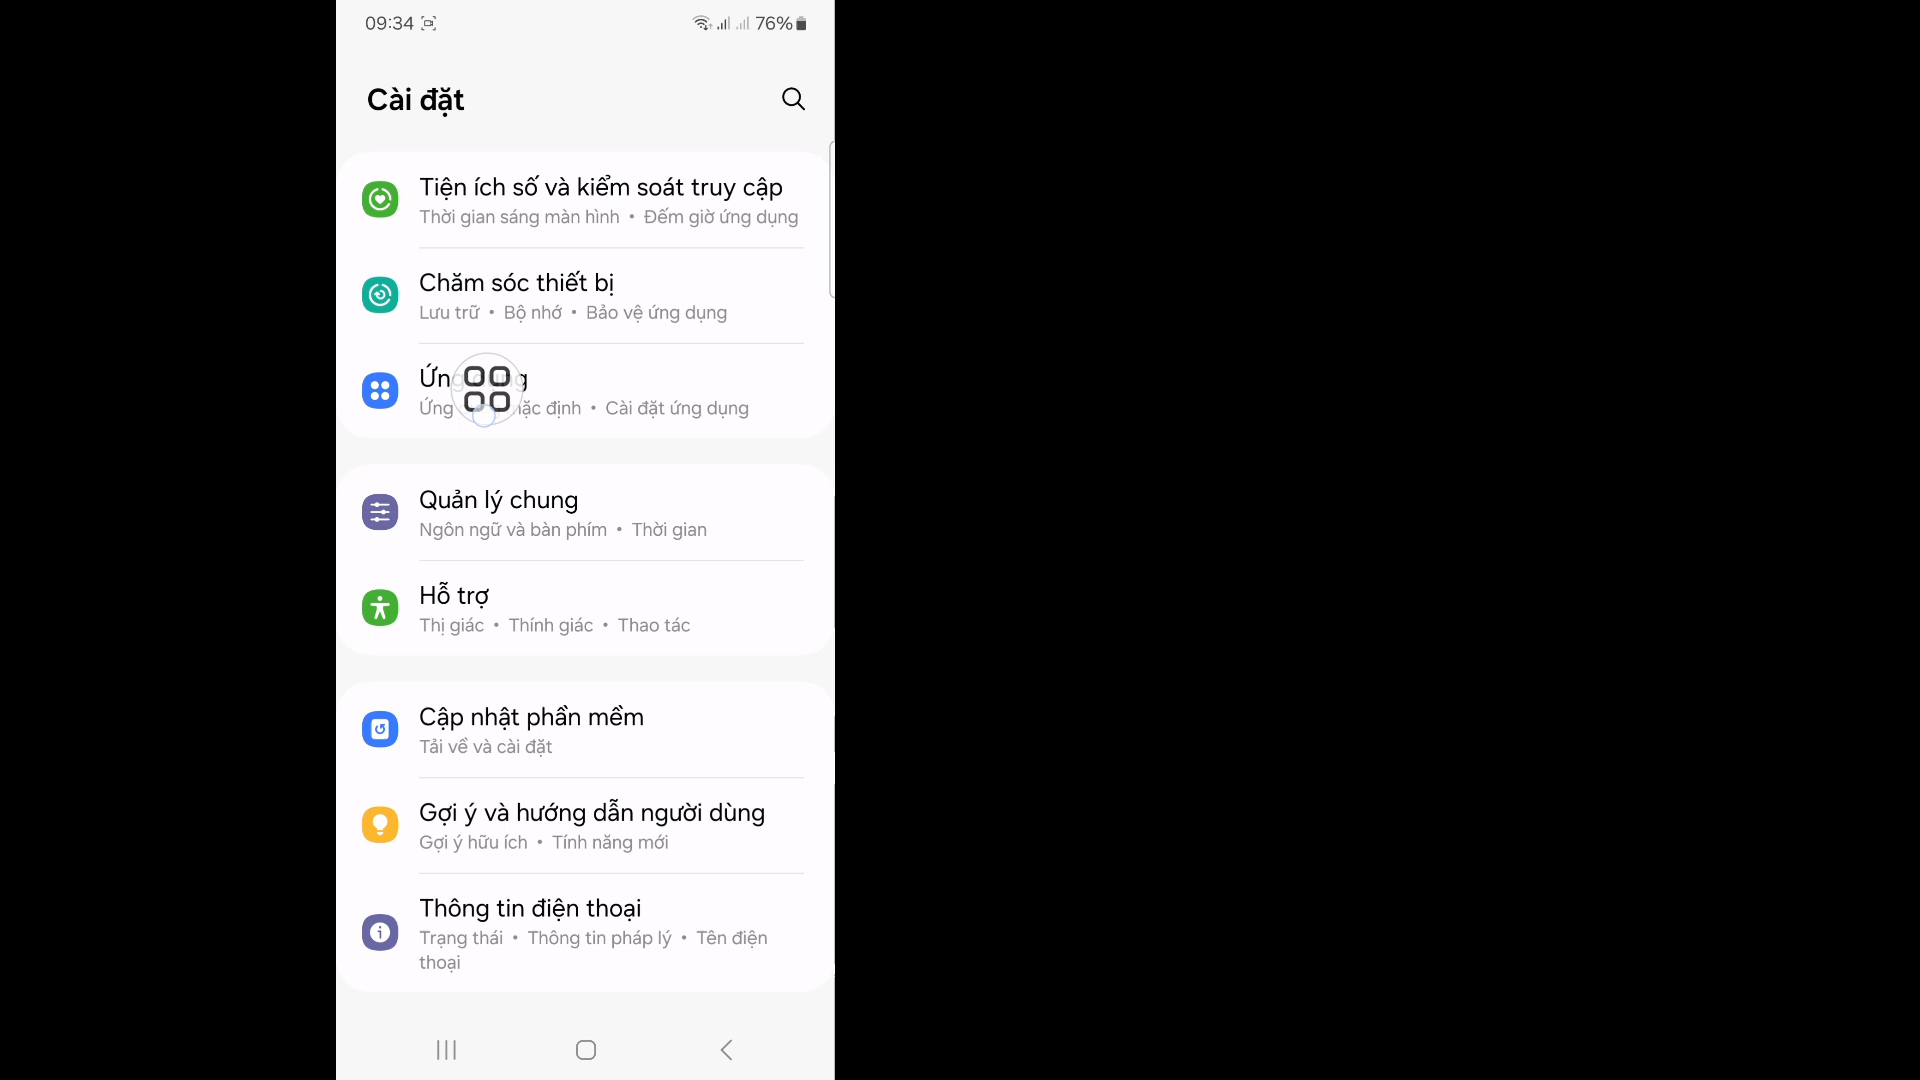 09:34
76%
Cài đặt
Tiện ích số và kiểm soát truy cập
Thời gian sáng màn hình • Đếm giờ ứng dụng
Chăm sóc thiết bị
Lưu trữ • Bộ nhớ • Bảo vệ ứng dụng
Ứng dụng
Ứng định • Cài đặt ứng dụng
Quản lý chung
Ngôn ngữ và bàn phím • Thời gian
Hỗ trợ
Thị giác • Thính giác • Thao tác
Cập nhật phần mềm
Tải về và cài đặt
Gợi ý và hướng dẫn người dùng
Gợi ý hữu ích • Tính năng mới
Thông tin điện thoại
Trạng thái • Thông tin pháp lý • Tên điện
thoại